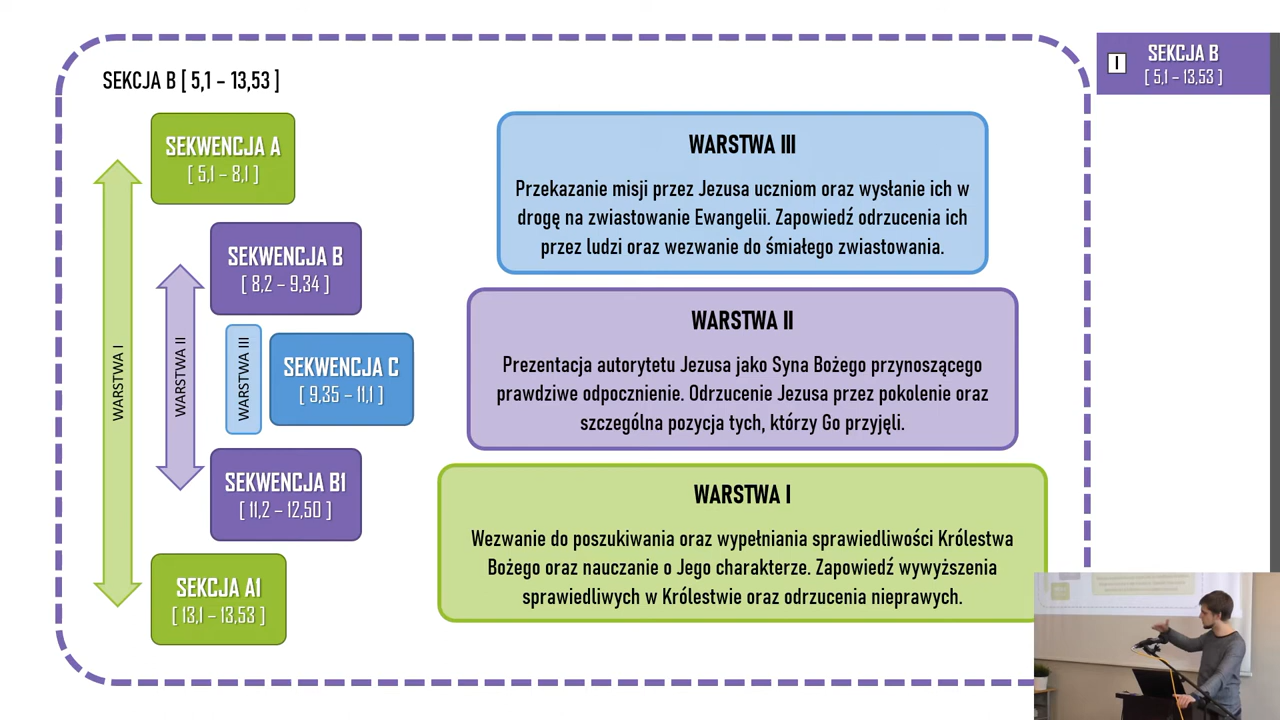 SEKCJA B [ 5,1 – 13,53 ]
SEKWENCJA A
[ 5,1 – 8,1 ]
SEKWENCJA B
[ 8,2 – 9,34 ]
SEKWENCJA C
[ 9,35 – 11,1 ]
SEKWENCJA B1
[ 11,2 – 12,50 ]
SEKCJA A1
[ 13,1 – 13,53 ]
WARSTWA I
WARSTWA II
WARSTWA III
WARSTWA III
Przekazanie misji przez Jezusa uczniom oraz wysłanie ich w
drogę na zwiastowanie Ewangelii. Zapowiedź odrzucenia ich
przez ludzi oraz wezwanie do śmiałego zwiastowania.
WARSTWA II
Prezentacja autorytetu Jezusa jako Syna Bożego przynoszącego
prawdziwe odpocznienie. Odrzucenie Jezusa przez pokolenie oraz
szczególna pozycja tych, którzy Go przyjęli.
WARSTWA I
Wezwanie do poszukiwania oraz wypełniania sprawiedliwości Królestwa
Bożego oraz nauczanie o Jego charakterze. Zapowiedź wywyższenia
sprawiedliwych w Królestwie oraz odrzucenia nieprawych.
I
SEKCJA B
[ 5,1 – 13,53 ]